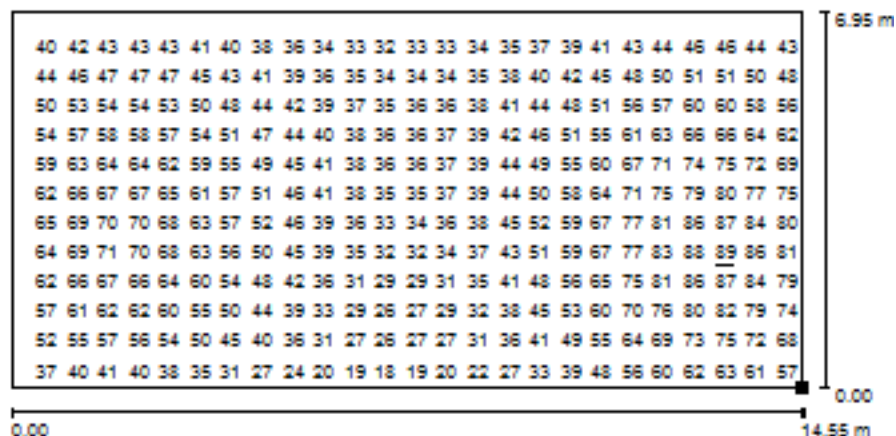 6.95 m
40 42 43 43 43 41 40 38 36 34 33 32 33 33 34 35 37 39 41 43 44 46 46 44 43
44 46 47 47 47 45 43 41 39 36 35 34 34 34 35 38 40 42 45 48 50 51 51 50 48
50 53 54 54 53 50 48 44 42 39 37 35 36 36 38 41 44 48 51 56 57 60 60 58 56
54 57 58 58 57 54 51 47 44 40 38 36 36 37 39 42 46 51 55 61 63 66 66 64 62
59 63 64 64 62 59 55 49 45 41 38 36 36 37 39 44 49 55 60 67 71 74 75 72 69
62 66 67 67 65 61 57 51 46 41 38 35 35 37 39 44 50 58 64 71 75 79 80 77 75
65 69 70 70 68 63 57 52 46 39 36 33 34 36 38 45 52 59 67 77 81 86 87 84 80
64 69 71 70 68 63 56 50 45 39 35 32 32 34 37 43 51 59 67 77 83 88 89 86 81
62 66 67 66 64 60 54 48 42 36 31 29 29 31 35 41 48 56 65 75 81 86 87 84 79
57 61 62 62 60 55 50 44 39 33 29 26 27 29 32 38 45 53 60 70 76 80 82 79 74
52 55 57 56 54 50 45 40 36 31 27 26 27 27 31 36 41 49 55 64 69 73 75 72 68
37 40 41 40 38 35 31 27 24 20 19 18 19 20 22 27 33 39 48 56 60 62 63 61 57
0.00
0.00 14.55 m